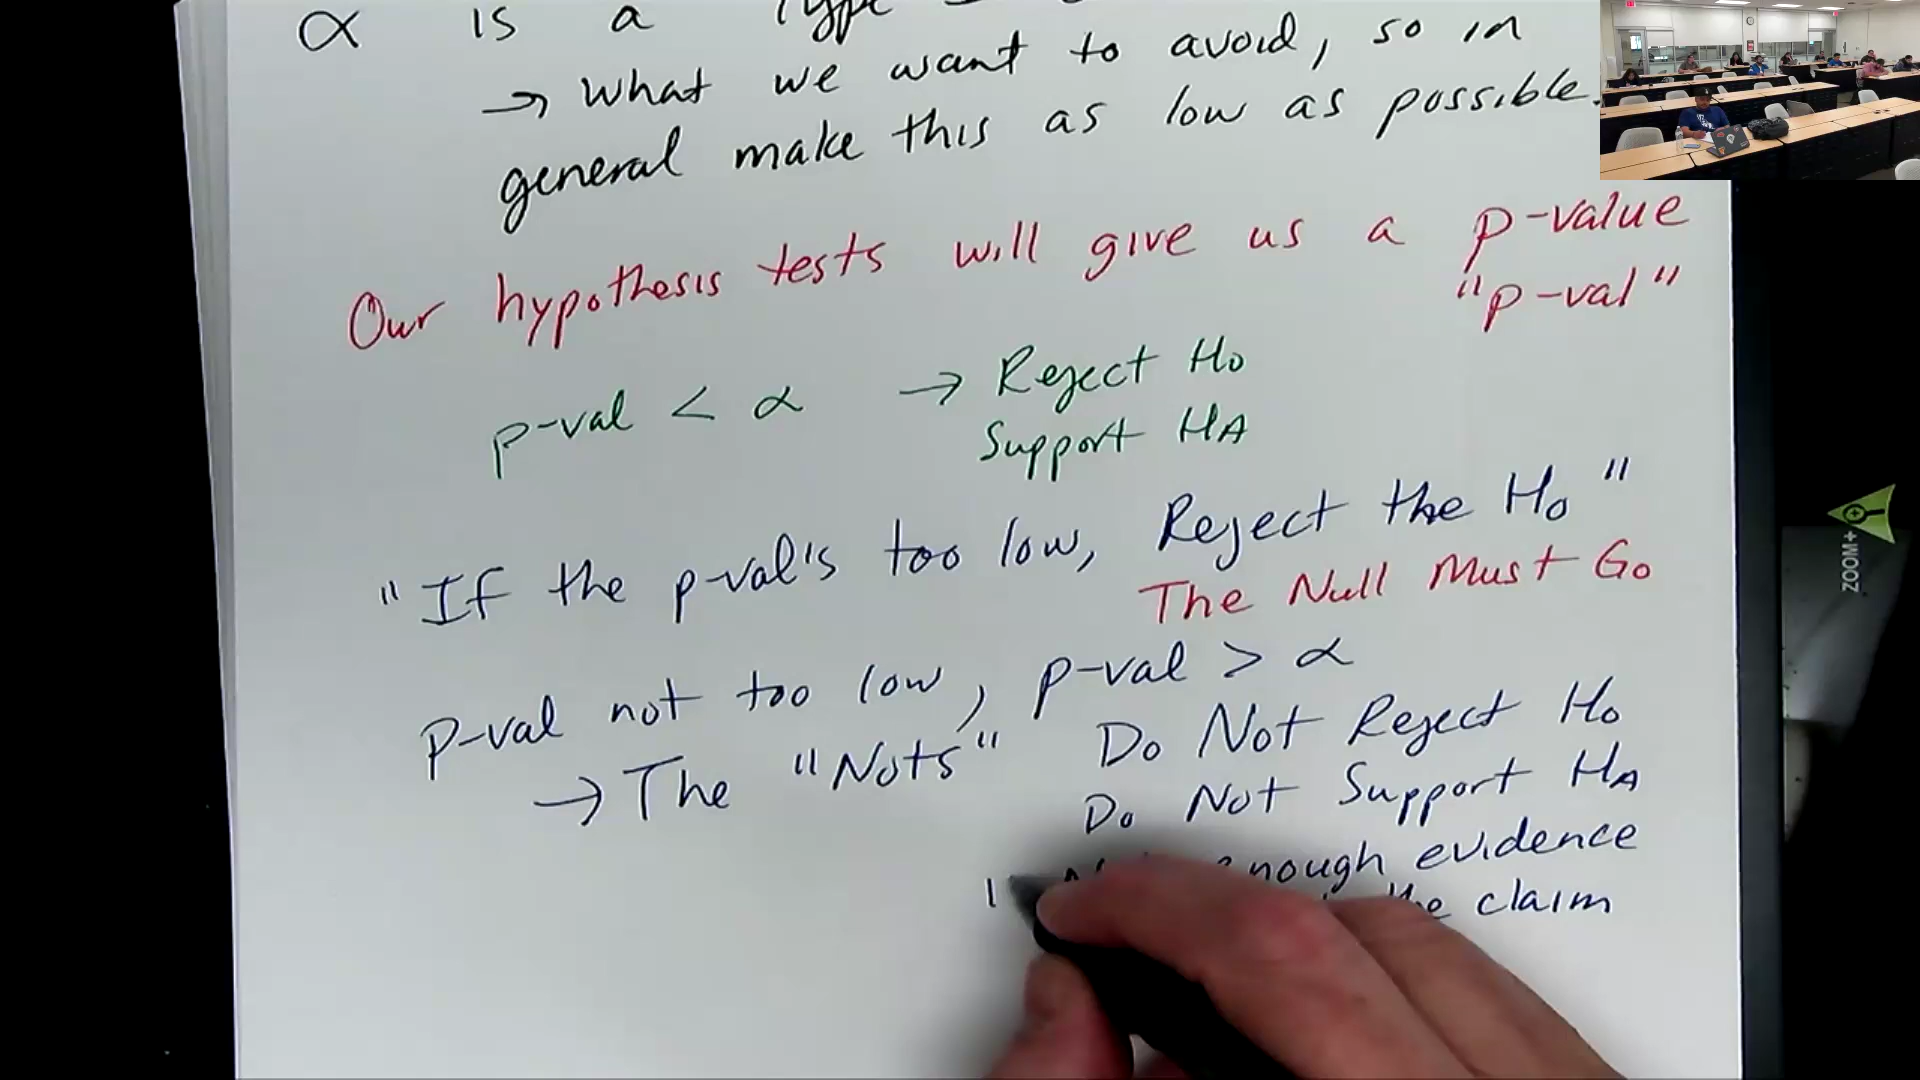 α is a Type
→ what we want to avoid, so in
general make this as low as possible.
Our hypothesis tests will give us a p-value
"p-val"
p-val < α → Reject Ho
Support HA
"If the p-val's too low, Reject the Ho"
The Null Must Go
p-val not too low, p-val > α
→ The "Nots" Do Not Reject Ho
Do Not Support HA
enough evidence
the claim
ZOOM+